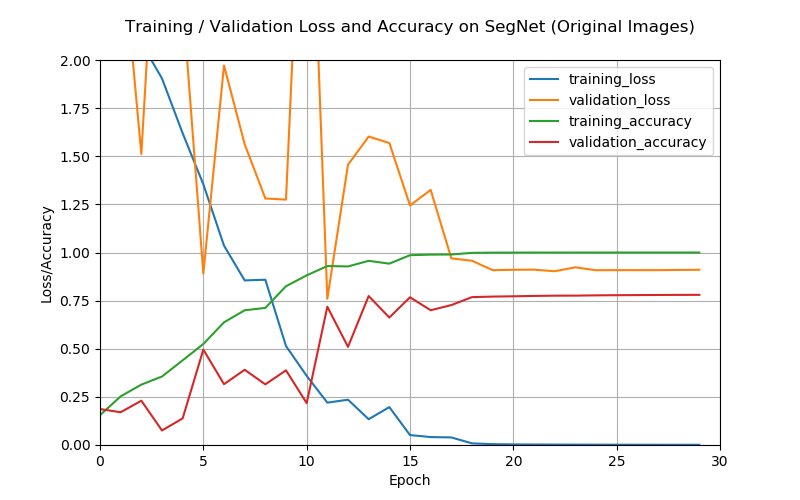 Training / Validation Loss and Accuracy on SegNet (Original Images)
2.00
1.75
1.50
1.25
1.00
0.75
0.50
0.25
0.00
Loss/Accuracy
training_loss
validation_loss
training_accuracy
validation_accuracy
0
5
10
15
20
25
30
Epoch